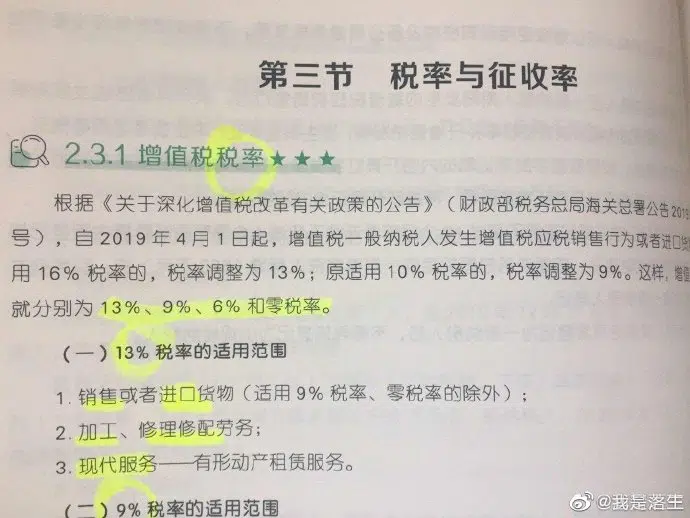 第三节 税率与征收率
2.3.1 增值税税率★★★
根据《关于深化增值税改革有关政策的公告》（财政部税务总局海关总署公告
号），自 2019 年 4 月 1 日起，增值税一般纳税人发生增值税应税销售行为或者进口
用 16% 税率的，税率调整为 13%；原适用 10% 税率的，税率调整为 9%。这样，增值
就分别为 13%、9%、6% 和零税率。
（一）13% 税率的适用范围
1. 销售或者进口货物（适用 9% 税率、零税率的除外）；
2. 加工、修理修配劳务；
3. 现代服务——有形动产租赁服务。
（二）9% 税率的适用范围
@我是落生